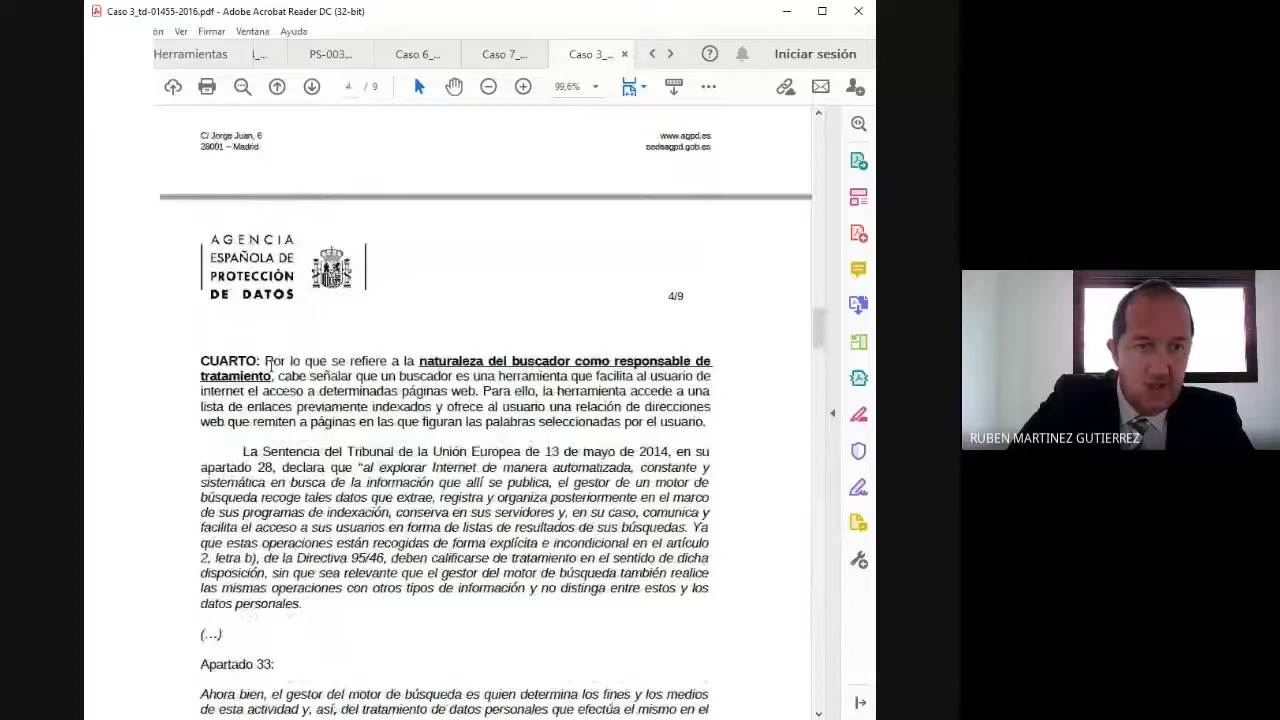 Caso 3_td-01455-2016.pdf - Adobe Acrobat Reader DC (32-bit)
ón Ver Firmar Ventana Ayuda
Herramientas
PS-003...
Caso 6_...
Caso 7_...
Caso 3_...
Iniciar sesión
4 / 9
99,6%
C/ Jorge Juan, 6
28001 – Madrid
www.agpd.es
sedeagpd.gob.es
AGENCIA
ESPAÑOLA DE
PROTECCIÓN
DE DATOS
4/9
CUARTO: Por lo que se refiere a la naturaleza del buscador como responsable de
tratamiento, cabe señalar que un buscador es una herramienta que facilita al usuario de
internet el acceso a determinadas páginas web. Para ello, la herramienta accede a una
lista de enlaces previamente indexados y ofrece al usuario una relación de direcciones
web que remiten a páginas en las que figuran las palabras seleccionadas por el usuario.
La Sentencia del Tribunal de la Unión Europea de 13 de mayo de 2014, en su
apartado 28, declara que "al explorar Internet de manera automatizada, constante y
sistemática en busca de la información que allí se publica, el gestor de un motor de
búsqueda recoge tales datos que extrae, registra y organiza posteriormente en el marco
de sus programas de indexación, conserva en sus servidores y, en su caso, comunica y
facilita el acceso a sus usuarios en forma de listas de resultados de sus búsquedas. Ya
que estas operaciones están recogidas de forma explícita e incondicional en el artículo
2, letra b), de la Directiva 95/46, deben calificarse de tratamiento en el sentido de dicha
disposición, sin que sea relevante que el gestor del motor de búsqueda también realice
las mismas operaciones con otros tipos de información y no distinga entre estos y los
datos personales.
(...)
Apartado 33:
Ahora bien, el gestor del motor de búsqueda es quien determina los fines y los medios
de esta actividad y, así, del tratamiento de datos personales que efectúa el mismo en el
RUBEN MARTINEZ GUTIERREZ